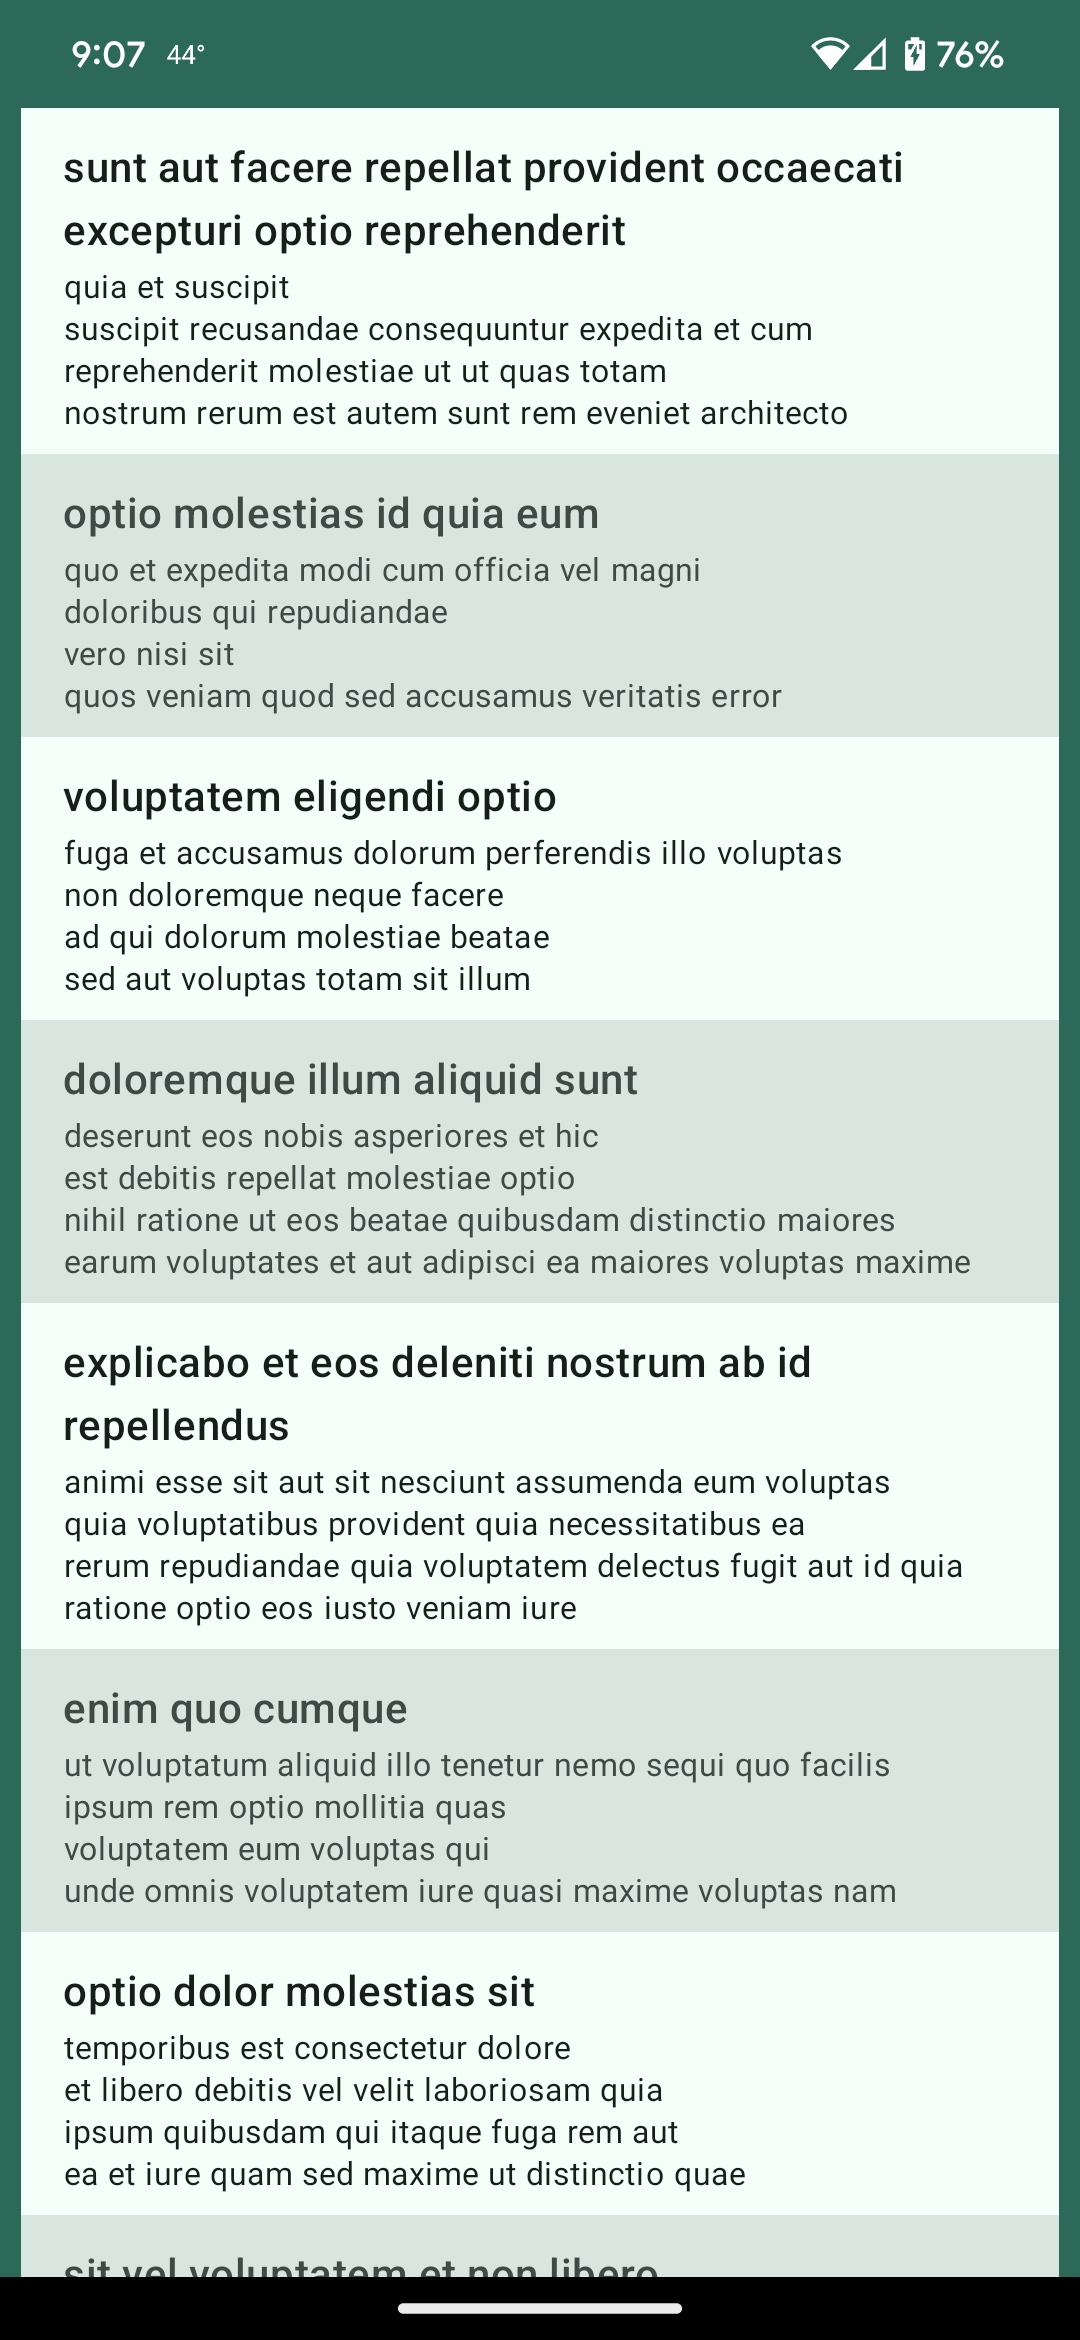 9:07 44° 76%
sunt aut facere repellat provident occaecati
excepturi optio reprehenderit
quia et suscipit
suscipit recusandae consequuntur expedita et cum
reprehenderit molestiae ut ut quas totam
nostrum rerum est autem sunt rem eveniet architecto
optio molestias id quia eum
quo et expedita modi cum officia vel magni
doloribus qui repudiandae
vero nisi sit
quos veniam quod sed accusamus veritatis error
voluptatem eligendi optio
fuga et accusamus dolorum perferendis illo voluptas
non doloremque neque facere
ad qui dolorum molestiae beatae
sed aut voluptas totam sit illum
doloremque illum aliquid sunt
deserunt eos nobis asperiores et hic
est debitis repellat molestiae optio
nihil ratione ut eos beatae quibusdam distinctio maiores
earum voluptates et aut adipisci ea maiores voluptas maxime
explicabo et eos deleniti nostrum ab id
repellendus
animi esse sit aut sit nesciunt assumenda eum voluptas
quia voluptatibus provident quia necessitatibus ea
rerum repudiandae quia voluptatem delectus fugit aut id quia
ratione optio eos iusto veniam iure
enim quo cumque
ut voluptatum aliquid illo tenetur nemo sequi quo facilis
ipsum rem optio mollitia quas
voluptatem eum voluptas qui
unde omnis voluptatem iure quasi maxime voluptas nam
optio dolor molestias sit
temporibus est consectetur dolore
et libero debitis vel velit laboriosam quia
ipsum quibusdam qui itaque fuga rem aut
ea et iure quam sed maxime ut distinctio quae
sit vel voluptatem et non libero